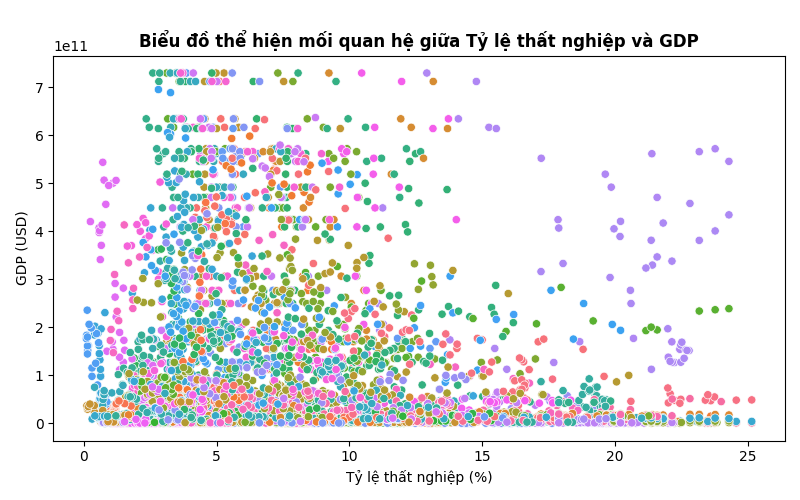 Biểu đồ thể hiện mối quan hệ giữa Tỷ lệ thất nghiệp và GDP
1e11
7
6
5
4
3
2
1
0
GDP (USD)
0 5 10 15 20 25
Tỷ lệ thất nghiệp (%)